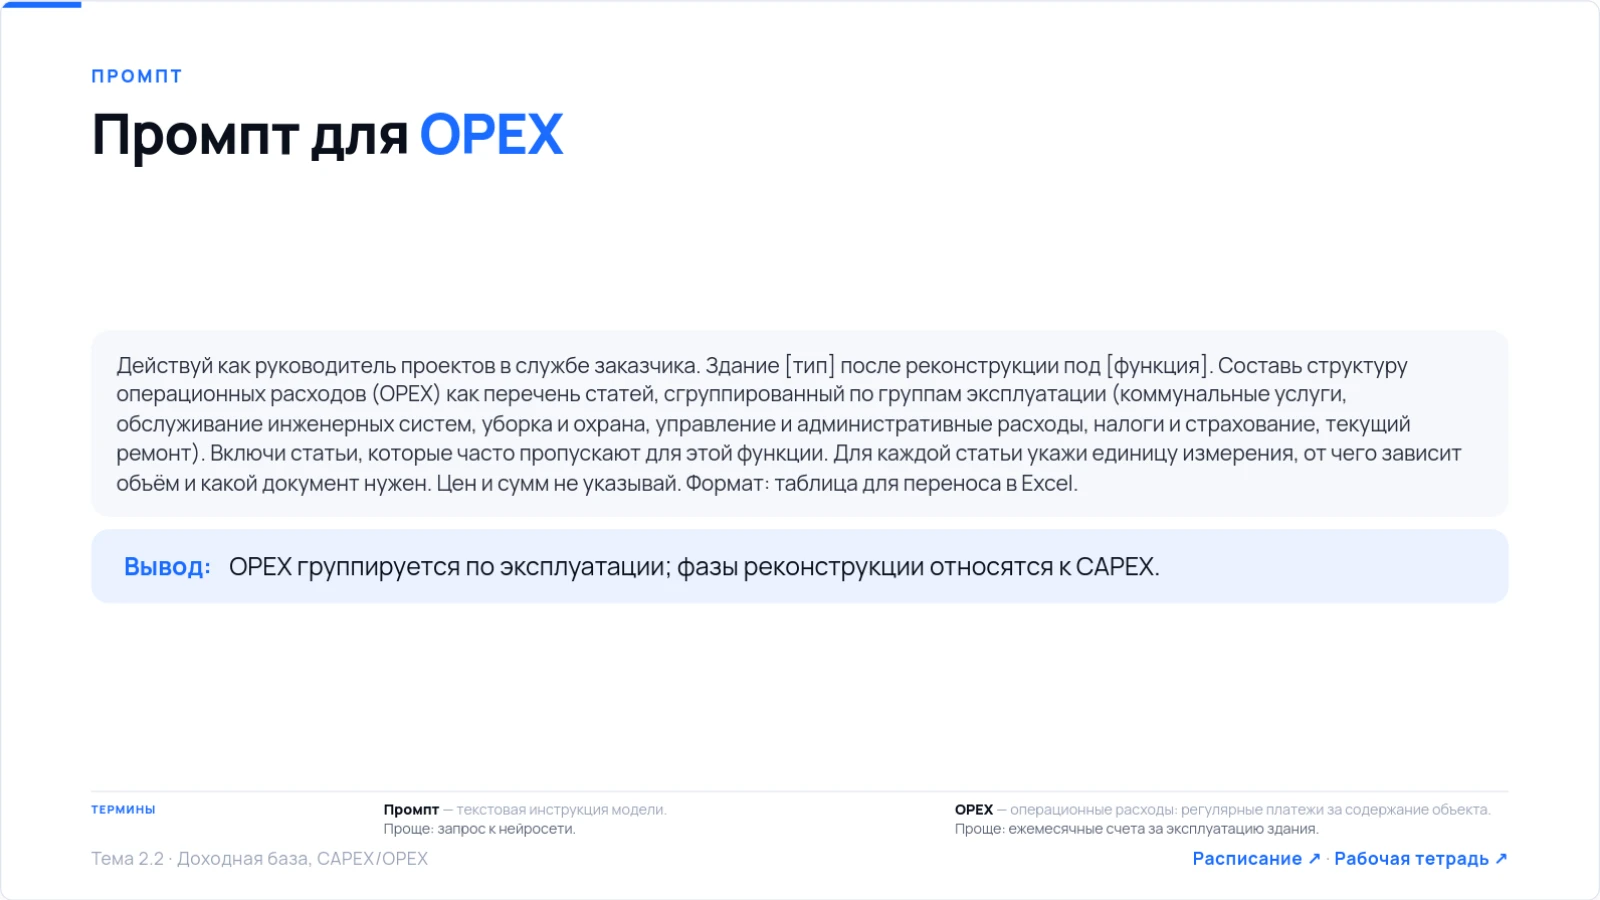 ПРОМПТ
Промпт для OPEX
Действуй как руководитель проектов в службе заказчика. Здание [тип] после реконструкции под [функция]. Составь структуру
операционных расходов (OPEX) как перечень статей, сгруппированный по группам эксплуатации (коммунальные услуги,
обслуживание инженерных систем, уборка и охрана, управление и административные расходы, налоги и страхование, текущий
ремонт). Включи статьи, которые часто пропускают для этой функции. Для каждой статьи укажи единицу измерения, от чего зависит
объём и какой документ нужен. Цен и сумм не указывай. Формат: таблица для переноса в Excel.
Вывод: OPEX группируется по эксплуатации; фазы реконструкции относятся к CAPEX.
ТЕРМИНЫ
Промпт — текстовая инструкция модели.
Проще: запрос к нейросети.
OPEX — операционные расходы: регулярные платежи за содержание объекта.
Проще: ежемесячные счета за эксплуатацию здания.
Тема 2.2 · Доходная база, CAPEX/OPEX
Расписание ↗ · Рабочая тетрадь ↗